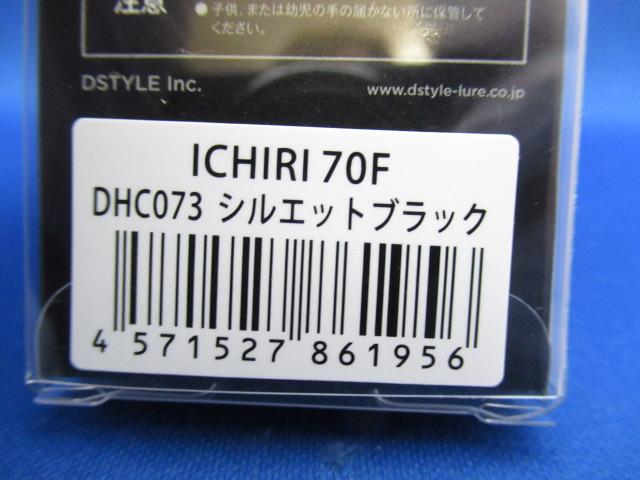 注意
●子供、または幼児の手の届かない所に保管して
ください。
DSTYLE Inc.
www.dstyle-lure.co.jp
ICHIRI 70F
DHC073 シルエットブラック
4 571527 861956